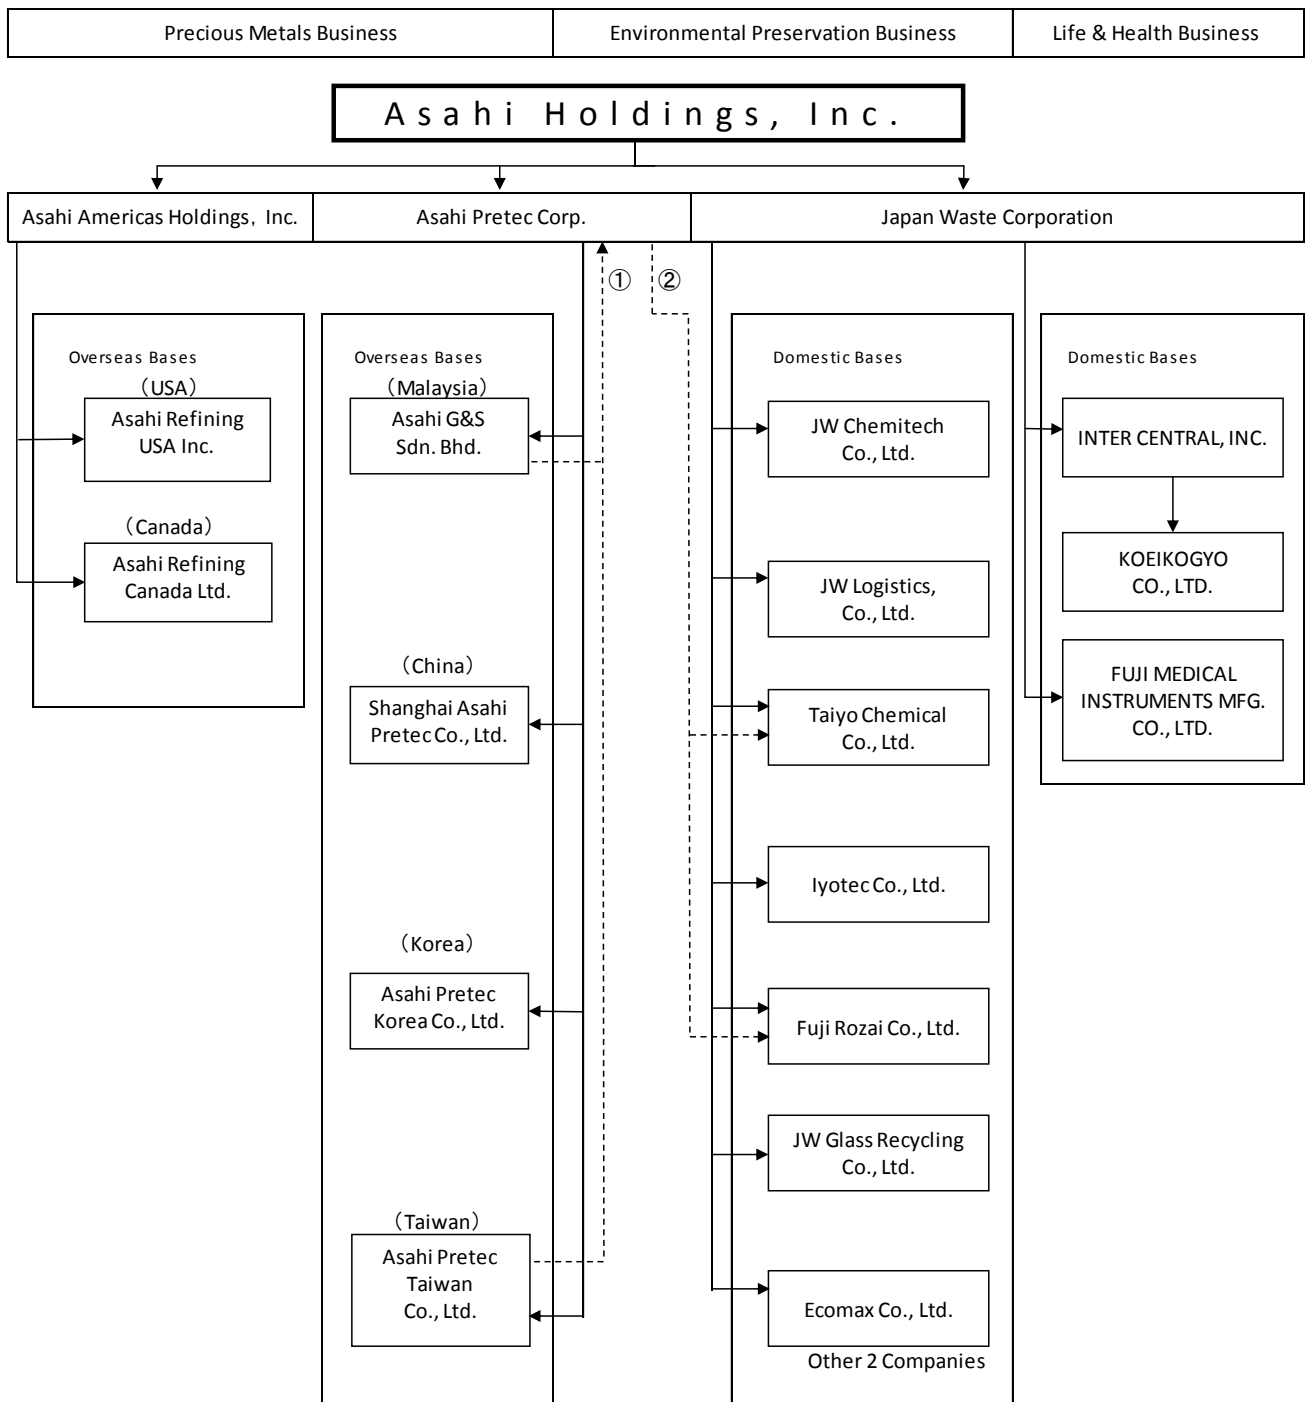 Precious Metals Business
Environmental Preservation Business
Life & Health Business
Asahi Holdings, Inc.
Asahi Americas Holdings, Inc.
Asahi Pretec Corp.
Japan Waste Corporation
①
②
Overseas Bases
（USA）
Asahi Refining
USA Inc.
（Canada）
Asahi Refining
Canada Ltd.
Overseas Bases
（Malaysia）
Asahi G&S
Sdn. Bhd.
（China）
Shanghai Asahi
Pretec Co., Ltd.
（Korea）
Asahi Pretec
Korea Co., Ltd.
（Taiwan）
Asahi Pretec
Taiwan
Co., Ltd.
Domestic Bases
JW Chemitech
Co., Ltd.
JW Logistics,
Co., Ltd.
Taiyo Chemical
Co., Ltd.
Iyotec Co., Ltd.
Fuji Rozai Co., Ltd.
JW Glass Recycling
Co., Ltd.
Ecomax Co., Ltd.
Other 2 Companies
Domestic Bases
INTER CENTRAL, INC.
KOEIKOGYO
CO., LTD.
FUJI MEDICAL
INSTRUMENTS MFG.
CO., LTD.